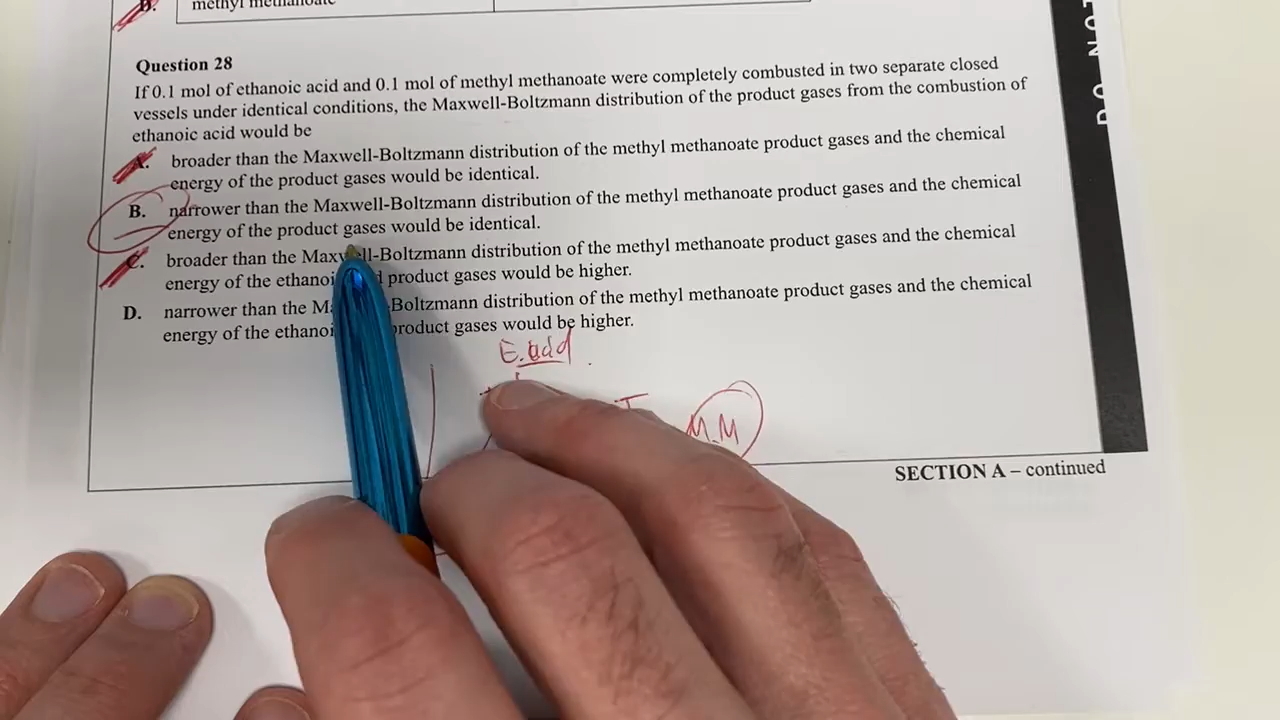 B. methyl methanoate
Question 28
If 0.1 mol of ethanoic acid and 0.1 mol of methyl methanoate were completely combusted in two separate closed
vessels under identical conditions, the Maxwell-Boltzmann distribution of the product gases from the combustion of
ethanoic acid would be
A. broader than the Maxwell-Boltzmann distribution of the methyl methanoate product gases and the chemical
energy of the product gases would be identical.
B. narrower than the Maxwell-Boltzmann distribution of the methyl methanoate product gases and the chemical
energy of the product gases would be identical.
C. broader than the Maxwell-Boltzmann distribution of the methyl methanoate product gases and the chemical
energy of the ethanoi product gases would be higher.
D. narrower than the M Boltzmann distribution of the methyl methanoate product gases and the chemical
energy of the ethanoi product gases would be higher.
M.M
SECTION A – continued